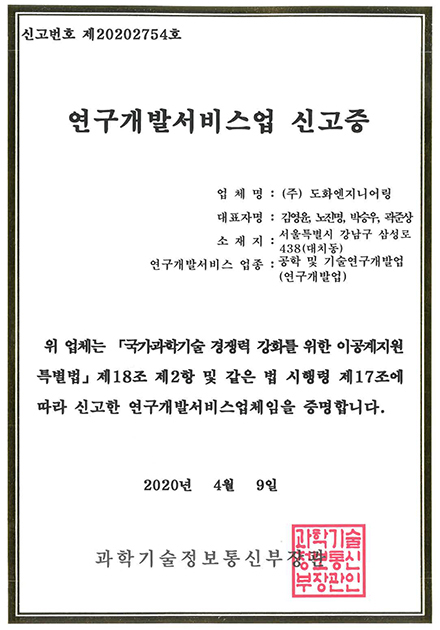 신고번호 제20202754호
연구개발서비스업 신고증
업 체 명 : (주) 도화엔지니어링
대표자명 : 김영윤, 노진명, 박승우, 곽준상
소 재 지 : 서울특별시 강남구 삼성로
438(대치동)
연구개발서비스 업종 : 공학 및 기술연구개발업
(연구개발업)
위 업체는 「국가과학기술 경쟁력 강화를 위한 이공계지원
특별법」 제18조 제2항 및 같은 법 시행령 제17조에
따라 신고한 연구개발서비스업체임을 증명합니다.
2020년 4월 9일
과학기술정보통신부장관
과학기술
정보통신
부장관인